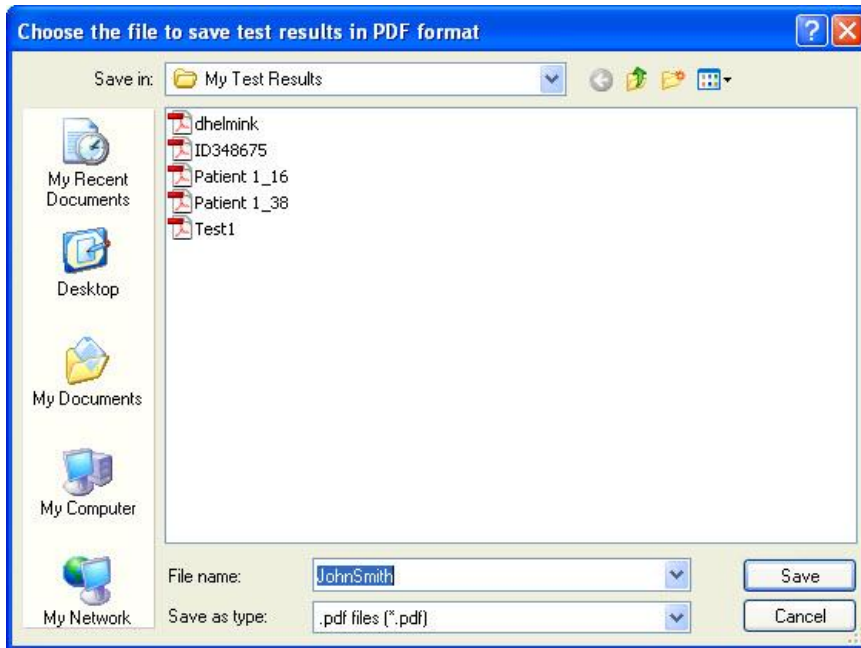 Choose the file to save test results in PDF format
Save in: My Test Results
dhelmink
ID348675
Patient 1_16
Patient 1_38
Test1
My Recent
Documents
Desktop
My Documents
My Computer
My Network
File name: JohnSmith Save
Save as type: .pdf files (*.pdf) Cancel